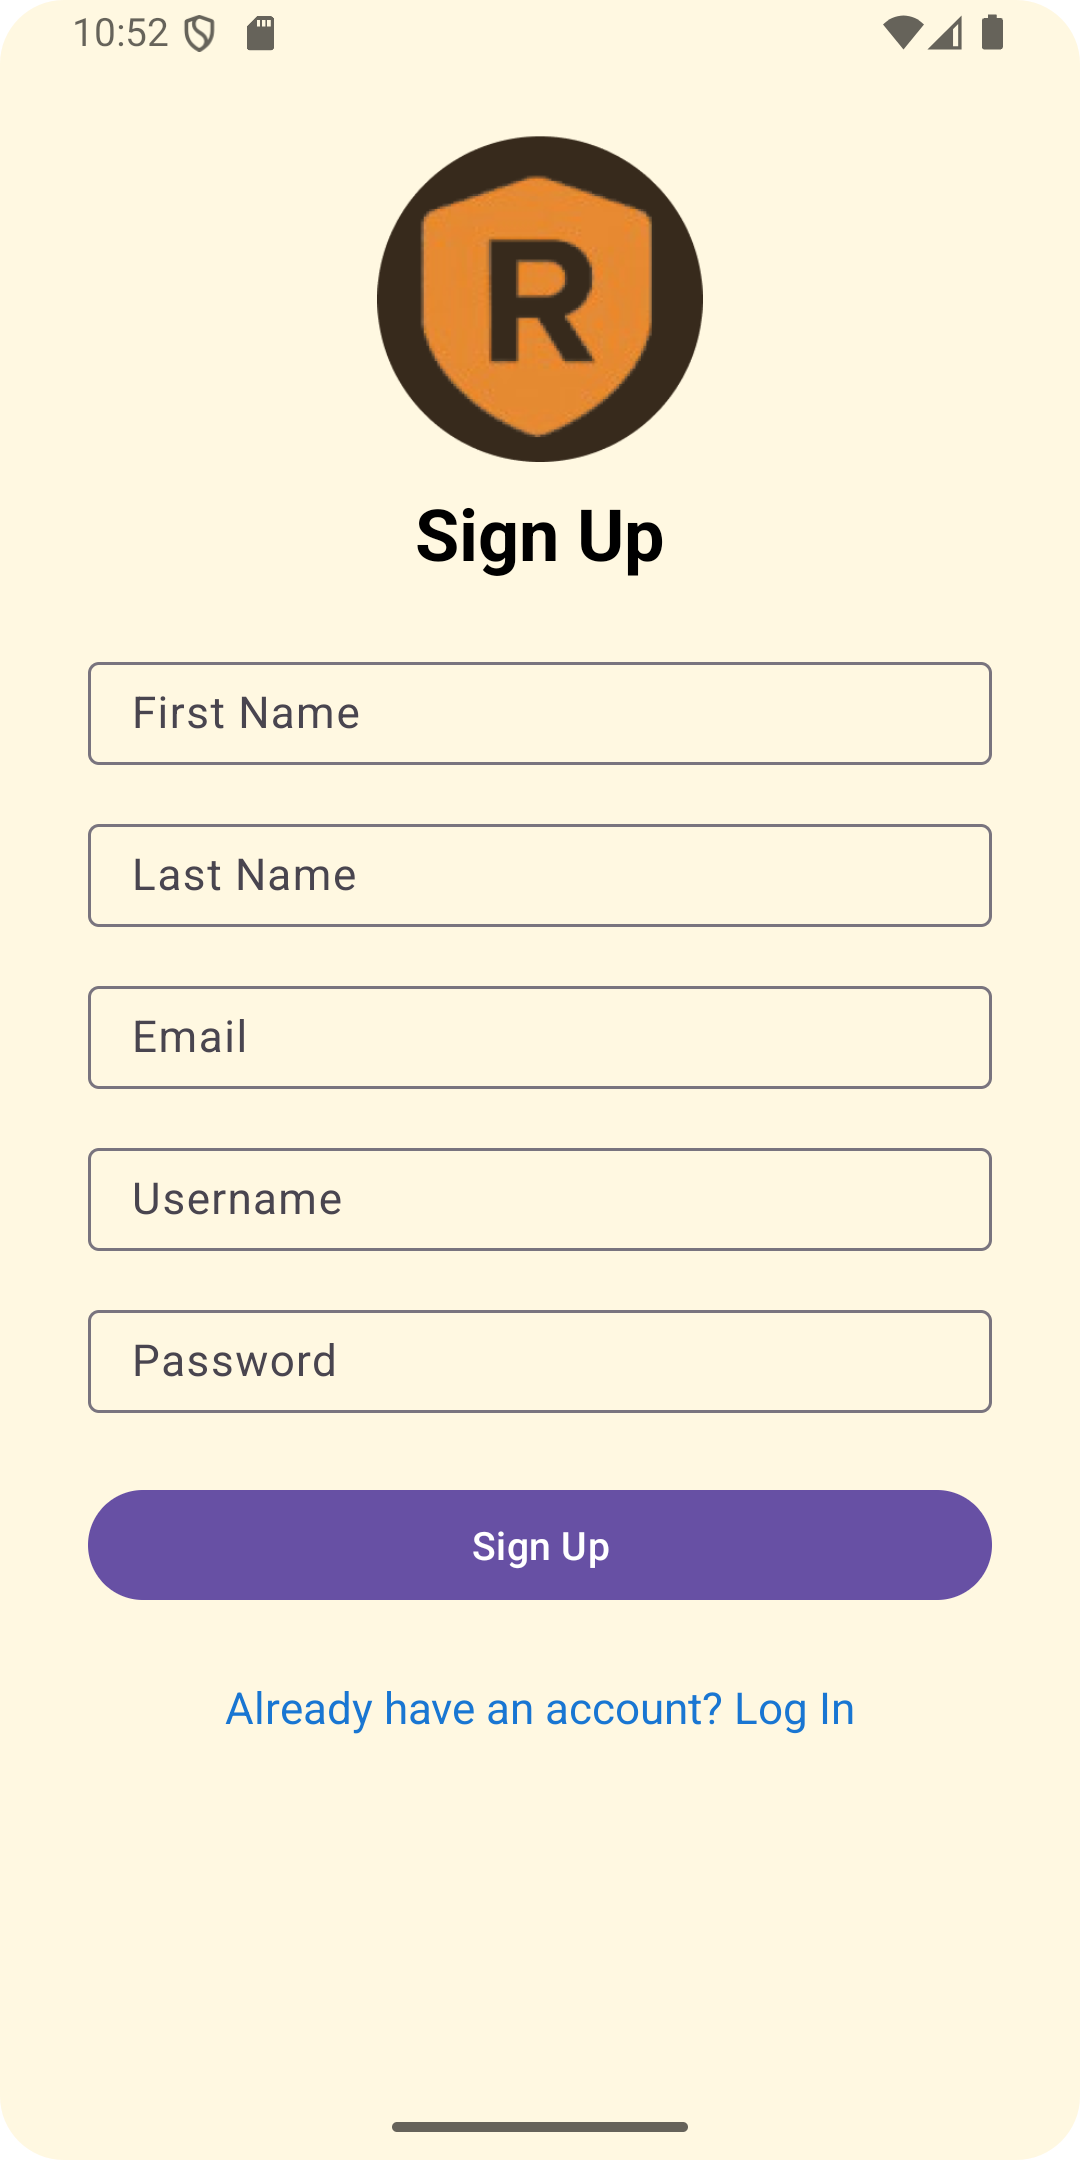 10:52
R
Sign Up
First Name
Last Name
Email
Username
Password
Sign Up
Already have an account? Log In